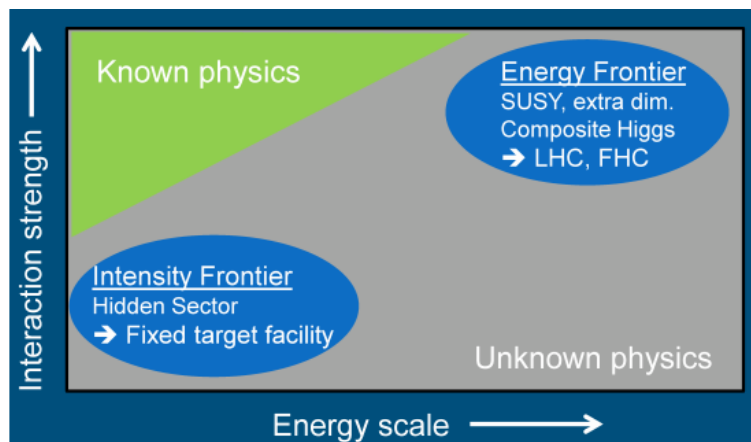 Known physics
Energy Frontier
SUSY, extra dim.
Composite Higgs
➔ LHC, FHC
Interaction strength
Intensity Frontier
Hidden Sector
➔ Fixed target facility
Unknown physics
Energy scale